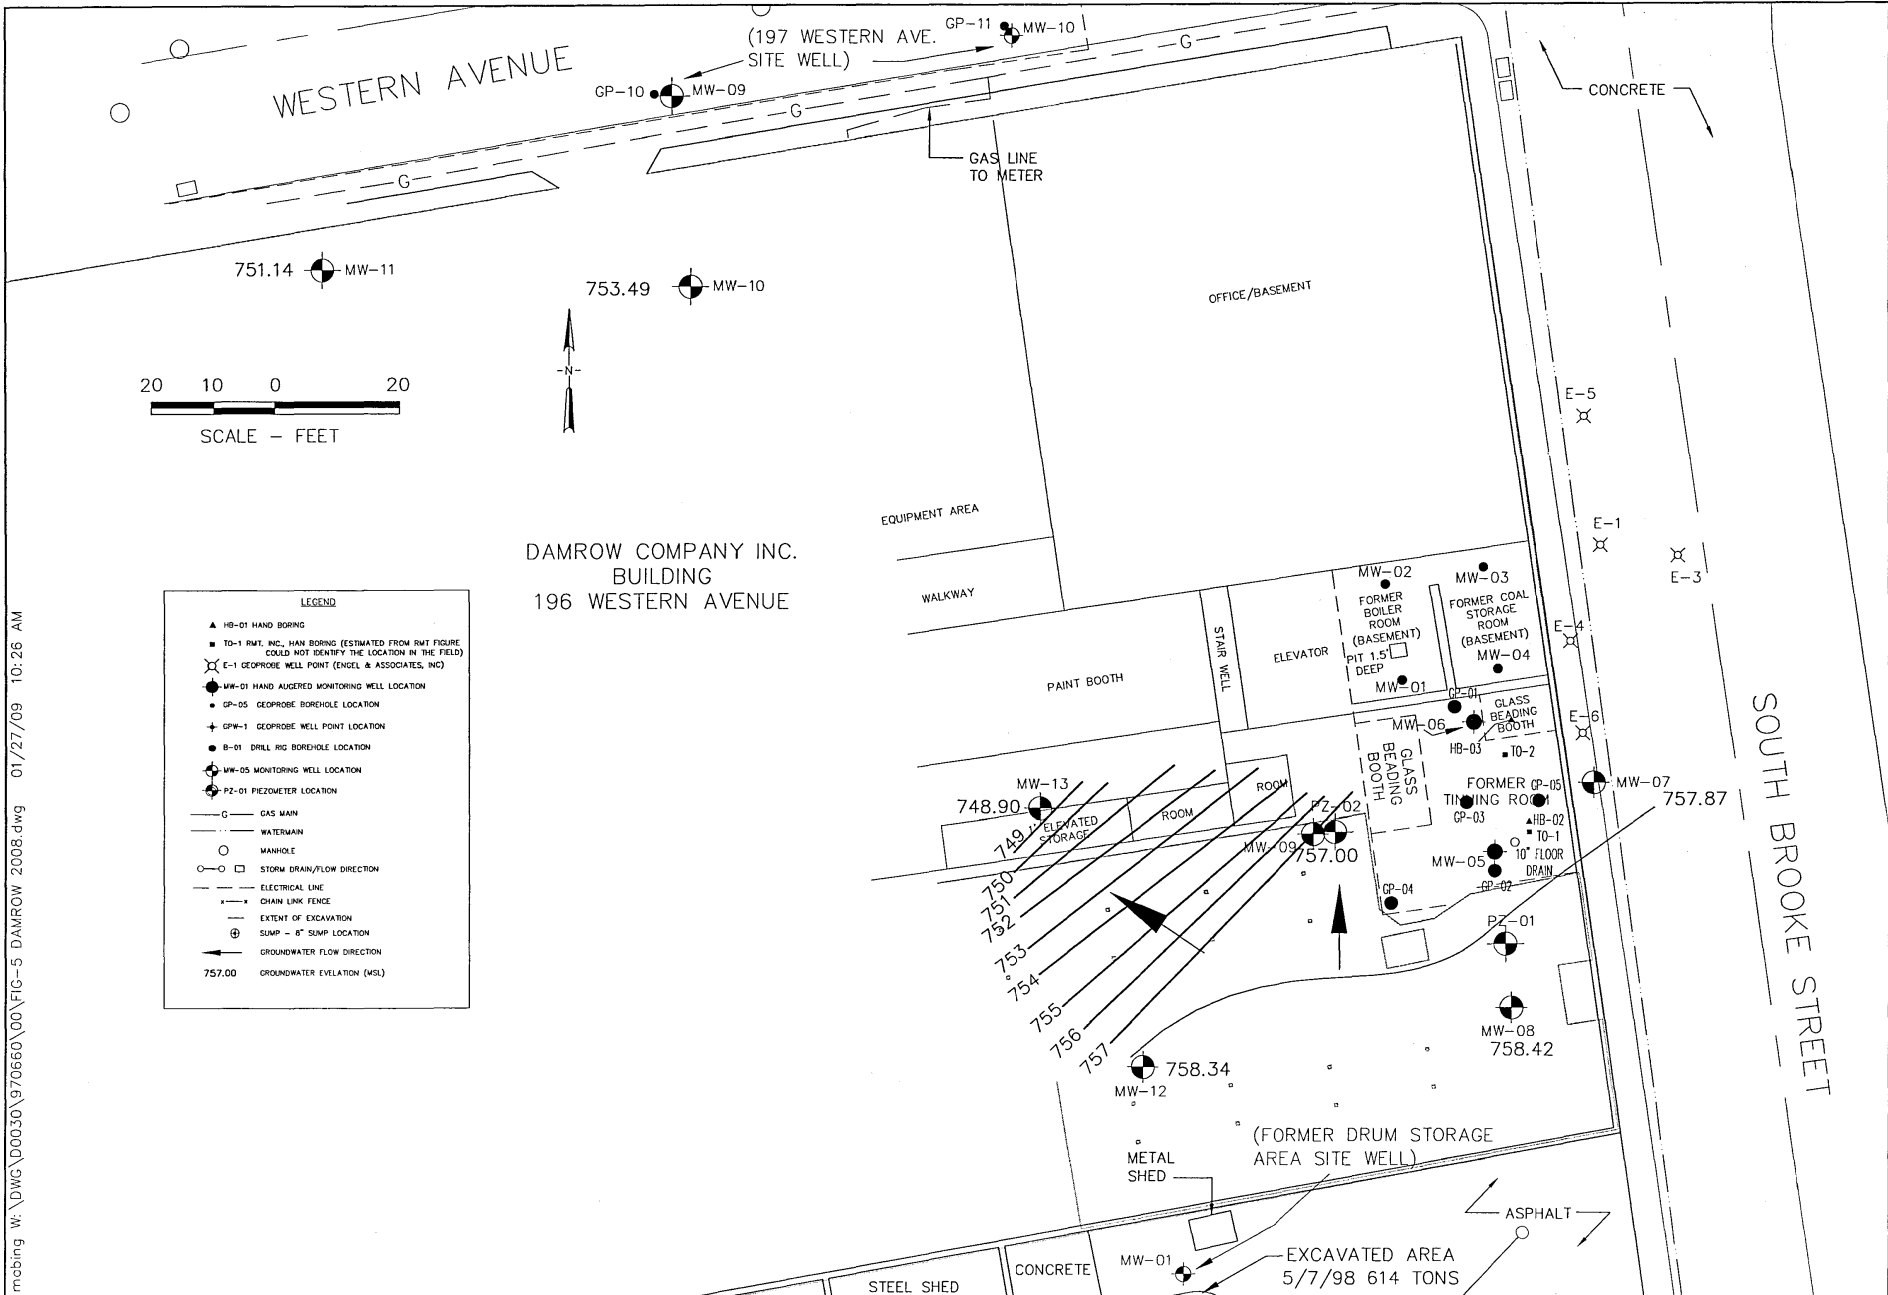 WESTERN AVENUE
(197 WESTERN AVE.
SITE WELL)
GP-11
MW-10
GP-10
MW-09
G
G
G
GAS LINE
TO METER
CONCRETE
751.14
MW-11
753.49
MW-10
OFFICE/BASEMENT
-N-
20 10 0 20
SCALE - FEET
E-5
E-1
E-3
E-4
E-6
EQUIPMENT AREA
DAMROW COMPANY INC.
BUILDING
196 WESTERN AVENUE
WALKWAY
PAINT BOOTH
STAIR WELL
ELEVATOR
MW-02
FORMER
BOILER
ROOM
(BASEMENT)
PIT 1.5'
DEEP
MW-01
MW-03
FORMER COAL
STORAGE
ROOM
(BASEMENT)
MW-04
GP-01
MW-06
GLASS
BEADING
BOOTH
HB-03
TO-2
GLASS
BEADING
BOOTH
FORMER
TINNING ROOM
GP-05
GP-03
HB-02
TO-1
10" FLOOR
DRAIN
MW-05
GP-02
GP-04
MW-07
757.87
SOUTH BROOKE STREET
MW-13
748.90
1' ELEVATED
STORAGE
ROOM
ROOM
PZ-02
MW-09
757.00
749
750
751
752
753
754
755
756
757
PZ-01
MW-08
758.42
758.34
MW-12
(FORMER DRUM STORAGE
AREA SITE WELL)
METAL
SHED
ASPHALT
MW-01
EXCAVATED AREA
5/7/98 614 TONS
CONCRETE
STEEL SHED
LEGEND
HB-01 HAND BORING
TO-1 RMT, INC., HAN BORING (ESTIMATED FROM RMT FIGURE
COULD NOT IDENTIFY THE LOCATION IN THE FIELD)
E-1 GEOPROBE WELL POINT (ENGEL & ASSOCIATES, INC)
MW-01 HAND AUGERED MONITORING WELL LOCATION
GP-05 GEOPROBE BOREHOLE LOCATION
GPW-1 GEOPROBE WELL POINT LOCATION
B-01 DRILL RIG BOREHOLE LOCATION
MW-05 MONITORING WELL LOCATION
PZ-01 PIEZOMETER LOCATION
G GAS MAIN
WATERMAIN
MANHOLE
STORM DRAIN/FLOW DIRECTION
ELECTRICAL LINE
x x CHAIN LINK FENCE
EXTENT OF EXCAVATION
SUMP - 8" SUMP LOCATION
GROUNDWATER FLOW DIRECTION
757.00 GROUNDWATER EVELATION (MSL)
mobing W:\DWG\D0030\970660\00\FIG-5 DAMROW 2008.dwg 01/27/09 10:26 AM